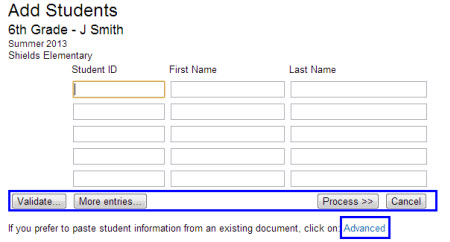 Add Students
6th Grade - J Smith
Summer 2013
Shields Elementary
Student ID First Name Last Name
Validate... More entries... Process >> Cancel
If you prefer to paste student information from an existing document, click on: Advanced